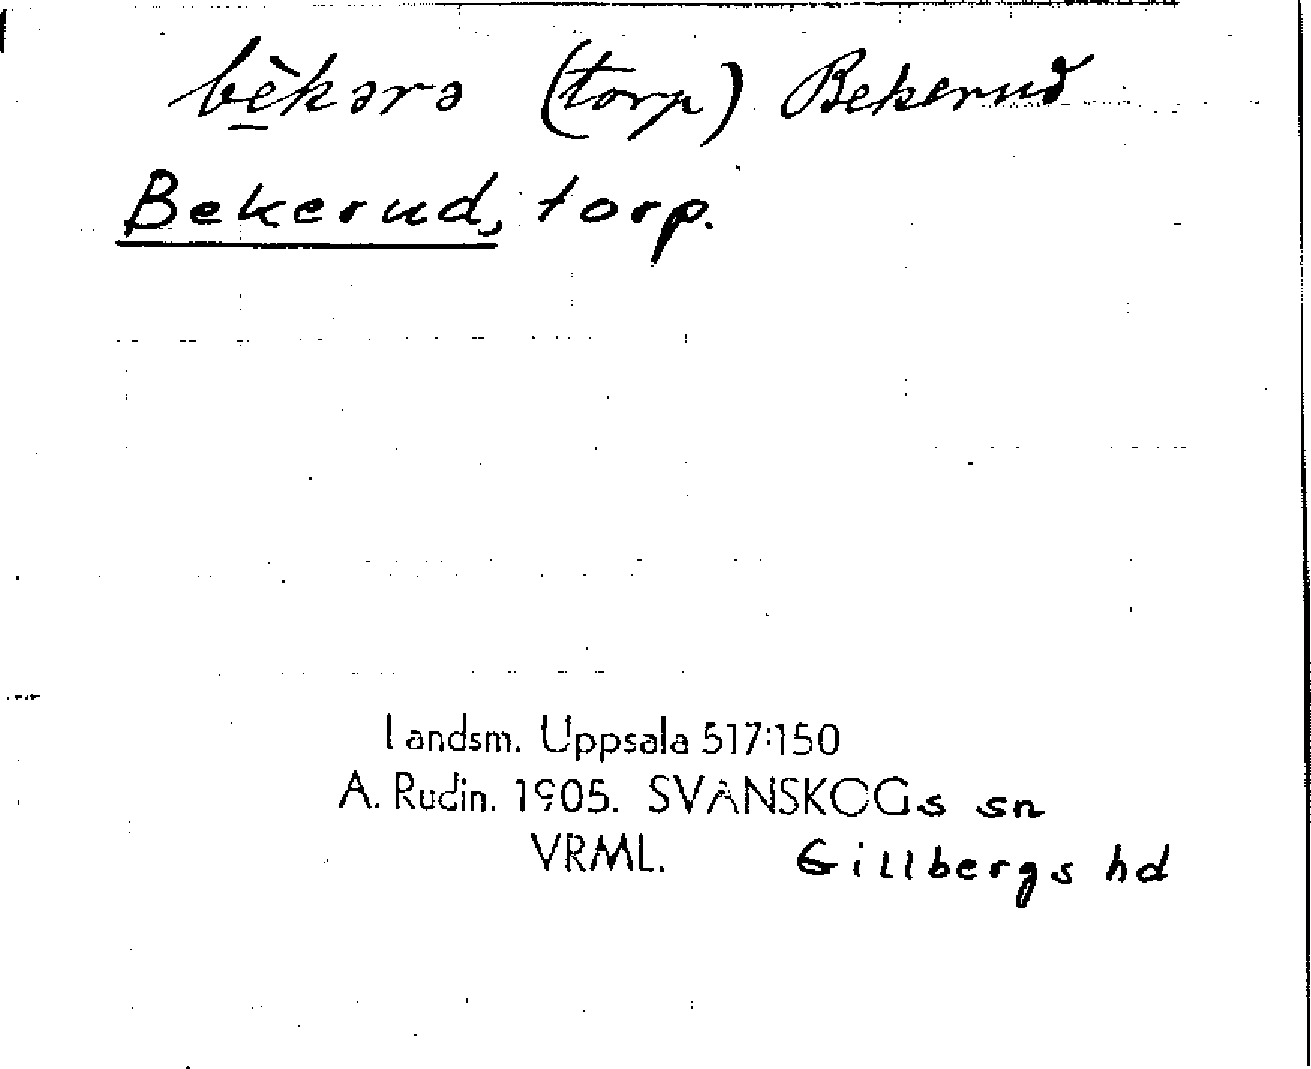 bèkərə (torp) Bekerud
Bekerud, torp.
Landsm. Uppsala 517:150
A. Rudin. 1905. SVANSKOGs sn
VRML. Gillbergs hd